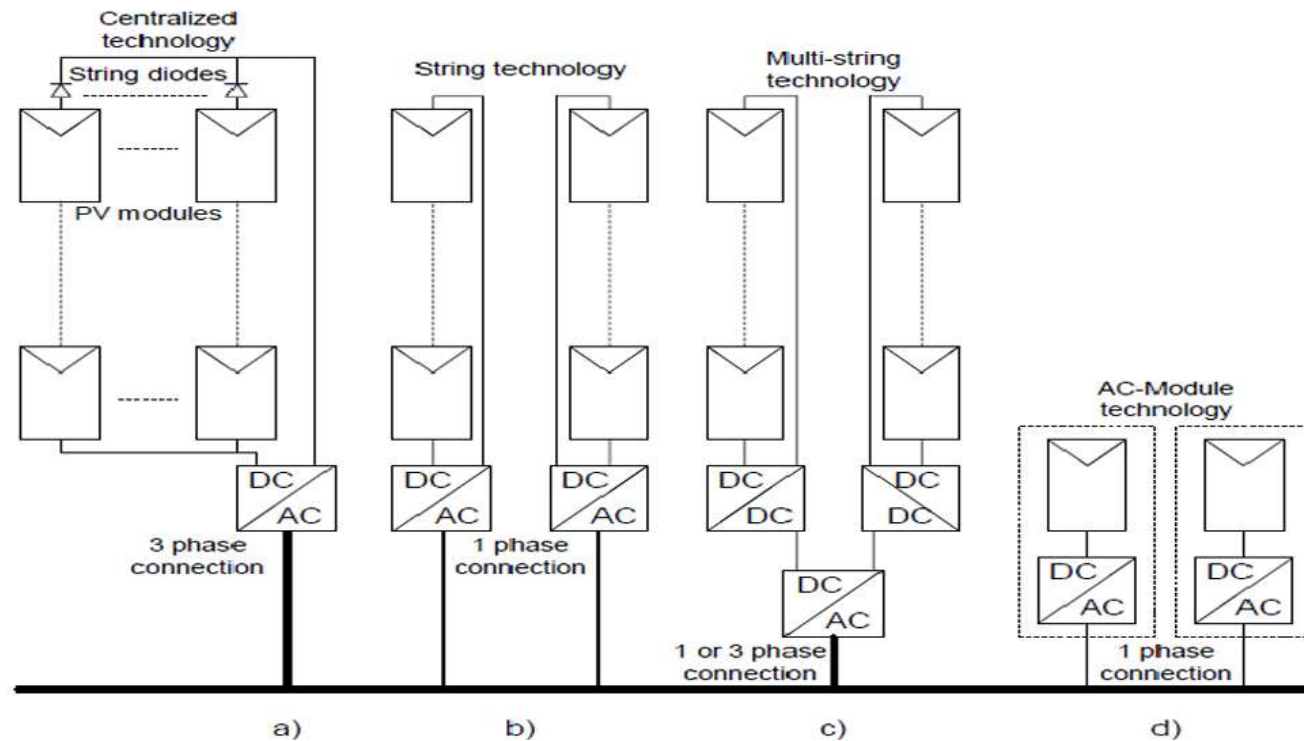 Centralized
technology
String diodes
PV modules
DC
AC
3 phase
connection
String technology
DC
AC
DC
AC
1 phase
connection
Multi-string
technology
DC
DC
DC
DC
DC
AC
1 or 3 phase
connection
AC-Module
technology
DC
AC
DC
AC
1 phase
connection
a)
b)
c)
d)